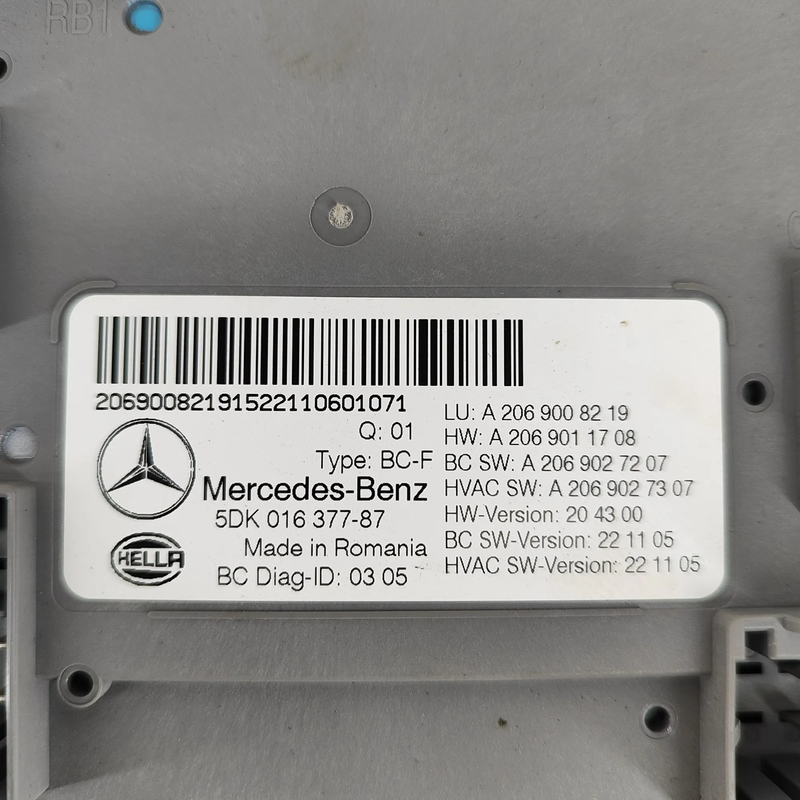 RB1
20690082191522110601071
Q: 01
Type: BC-F
Mercedes-Benz
5DK 016 377-87
HELLA
Made in Romania
BC Diag-ID: 03 05
LU: A 206 900 82 19
HW: A 206 901 17 08
BC SW: A 206 902 72 07
HVAC SW: A 206 902 73 07
HW-Version: 20 43 00
BC SW-Version: 22 11 05
HVAC SW-Version: 22 11 05